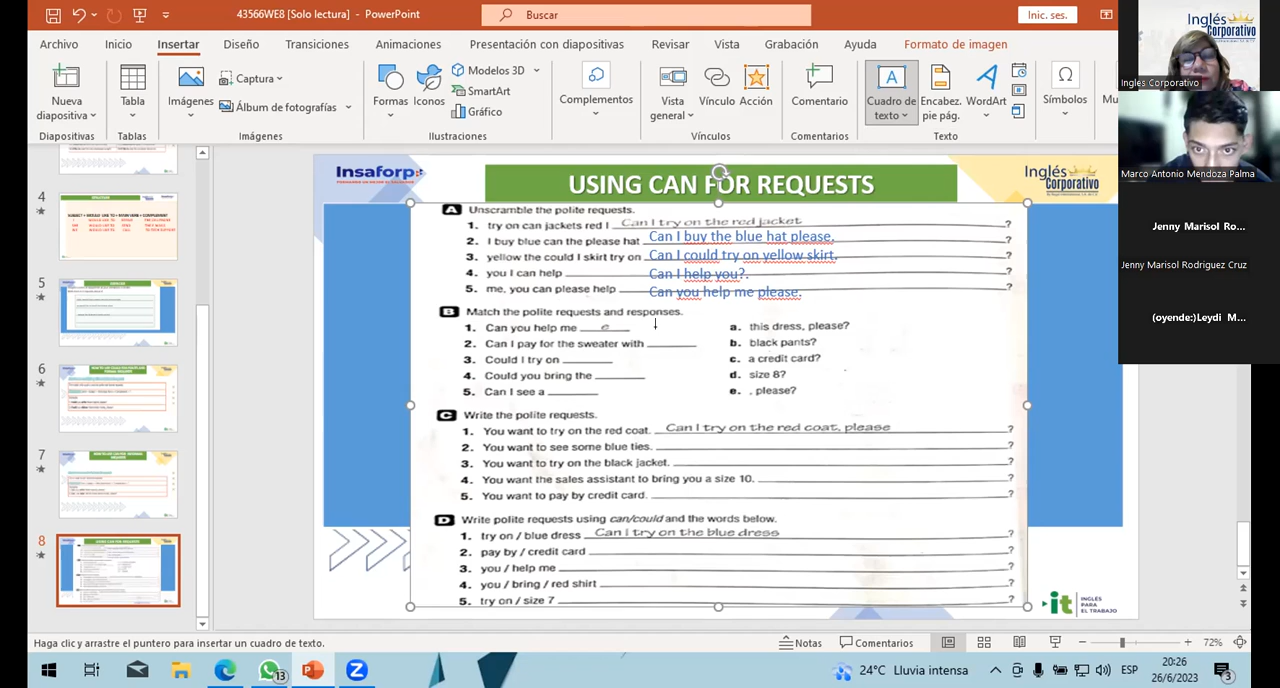 43566WE8 [Solo lectura] - PowerPoint
Buscar
Inic. ses.
Archivo Inicio Insertar Diseño Transiciones Animaciones Presentación con diapositivas Revisar Vista Grabación Ayuda Formato de imagen
Nueva diapositiva
Tabla
Imágenes
Captura
Álbum de fotografías
Formas
Iconos
Modelos 3D
SmartArt
Gráfico
Complementos
Vista general
Vínculo
Acción
Comentario
Cuadro de texto
Encabez. pie pág.
WordArt
Símbolos
Diapositivas Tablas Imágenes Ilustraciones Vínculos Comentarios Texto
Inglés Corporativo
Ingles Corporativo
Marco Antonio Mendoza Palma
Jenny Marisol Ro...
Jenny Marisol Rodriguez Cruz
(oyende:)Leydi M...
4
5
6
7
8
Insaforp
USING CAN FOR REQUESTS
Inglés Corporativo
A Unscramble the polite requests.
1. try on can jackets red I Can I try on the red jacket ?
2. I buy blue can the please hat Can I buy the blue hat please. ?
3. yellow the could I skirt try on Can I could try on yellow skirt. ?
4. you I can help Can I help you?. ?
5. me, you can please help Can you help me please. ?
B Match the polite requests and responses.
1. Can you help me e
2. Can I pay for the sweater with
3. Could I try on
4. Could you bring the
5. Can I see a
a. this dress, please?
b. black pants?
c. a credit card?
d. size 8?
e. . please?
C Write the polite requests.
1. You want to try on the red coat. Can I try on the red coat, please ?
2. You want to see some blue ties. ?
3. You want to try on the black jacket. ?
4. You want the sales assistant to bring you a size 10. ?
5. You want to pay by credit card. ?
D Write polite requests using can/could and the words below.
1. try on / blue dress Can I try on the blue dress ?
2. pay by / credit card ?
3. you / help me ?
4. you / bring / red shirt ?
5. try on / size 7 ?
it INGLÉS PARA EL TRABAJO
Haga clic y arrastre el puntero para insertar un cuadro de texto.
Notas
Comentarios
72%
13
24°C Lluvia intensa
ESP
20:26
26/6/2023
3